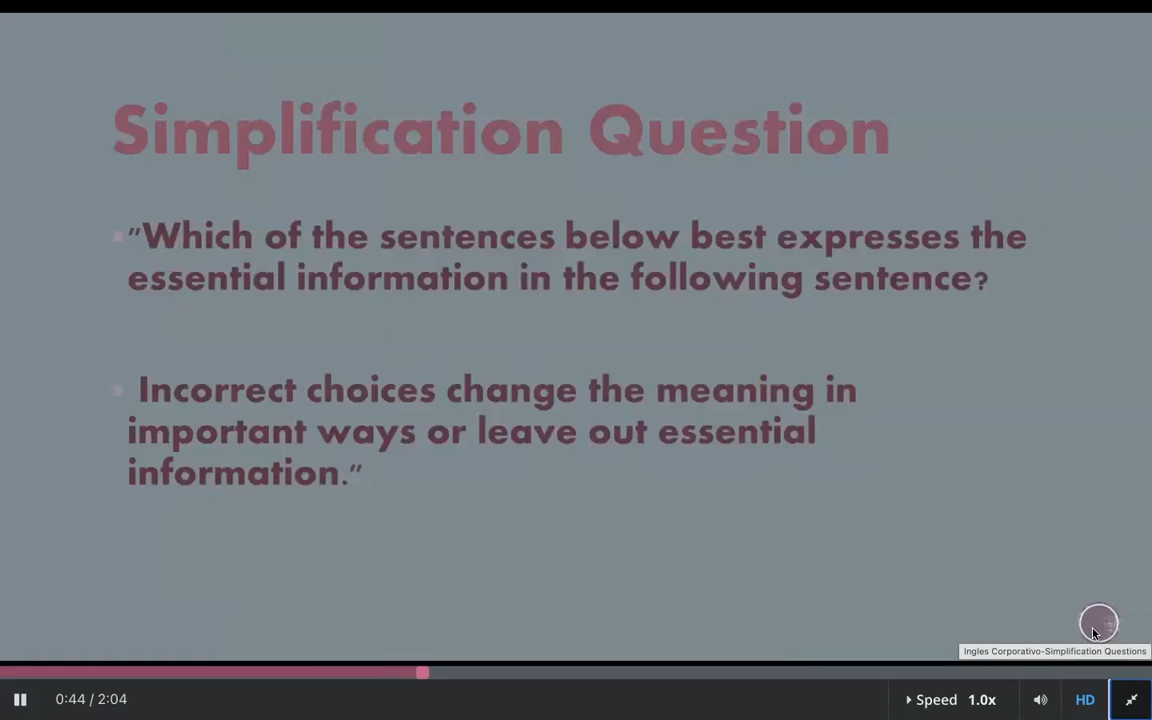 Simplification Question
"Which of the sentences below best expresses the
essential information in the following sentence?
Incorrect choices change the meaning in
important ways or leave out essential
information."
Ingles Corporativo-Simplification Questions
0:44 / 2:04
Speed 1.0x
HD